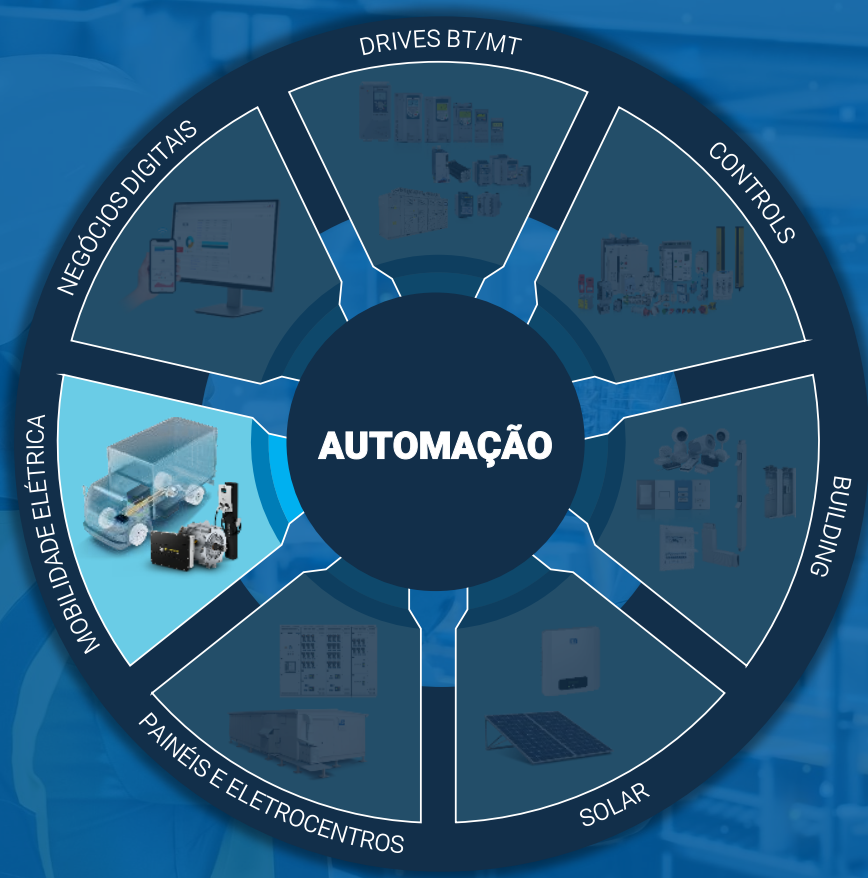 DRIVES BT/MT
CONTROLS
BUILDING
SOLAR
PAINÉIS E ELETROCENTROS
MOBILIDADE ELÉTRICA
NEGÓCIOS DIGITAIS
AUTOMAÇÃO